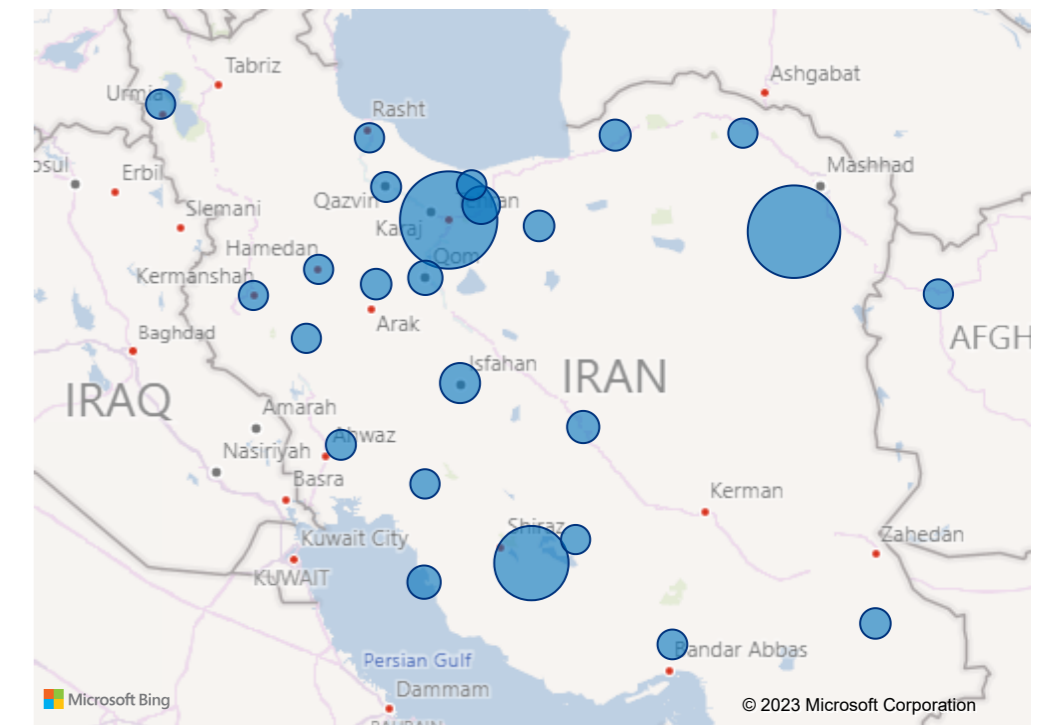 Tabriz
Ashgabat
Urmia
Rasht
Mashhad
Erbil
Qazvin
Slemani
Karaj
Hamedan
Qom
Kermanshah
Arak
Baghdad
AFGH
Isfahan
IRAN
IRAQ
Amarah
Ahwaz
Nasiriyah
Basra
Kerman
Shiraz
Kuwait City
Zahedan
KUWAIT
Bandar Abbas
Persian Gulf
Dammam
Microsoft Bing
© 2023 Microsoft Corporation